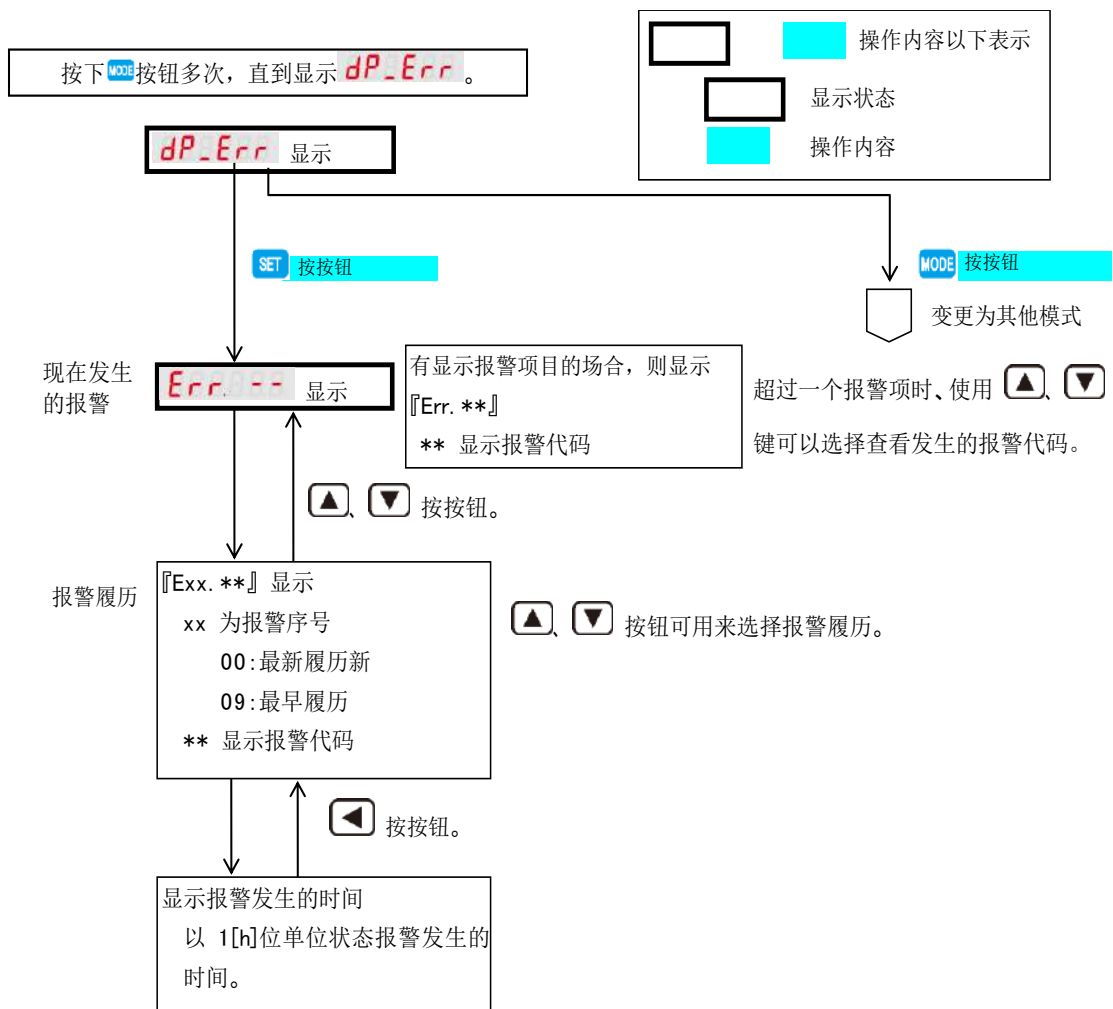 操作内容以下表示
显示状态
操作内容
按下MODE按钮多次，直到显示 dP_Err 。
dP_Err 显示
SET 按按钮
MODE 按按钮
变更为其他模式
现在发生
的报警
Err. -- 显示
有显示报警项目的场合，则显示
『Err.**』
** 显示报警代码
超过一个报警项时、使用 ▲、▼
键可以选择查看发生的报警代码。
▲、▼ 按按钮。
报警履历
『Exx.**』显示
xx 为报警序号
00:最新履历新
09:最早履历
** 显示报警代码
▲、▼ 按钮可用来选择报警履历。
◀ 按按钮。
显示报警发生的时间
以 1[h]位单位状态报警发生的
时间。